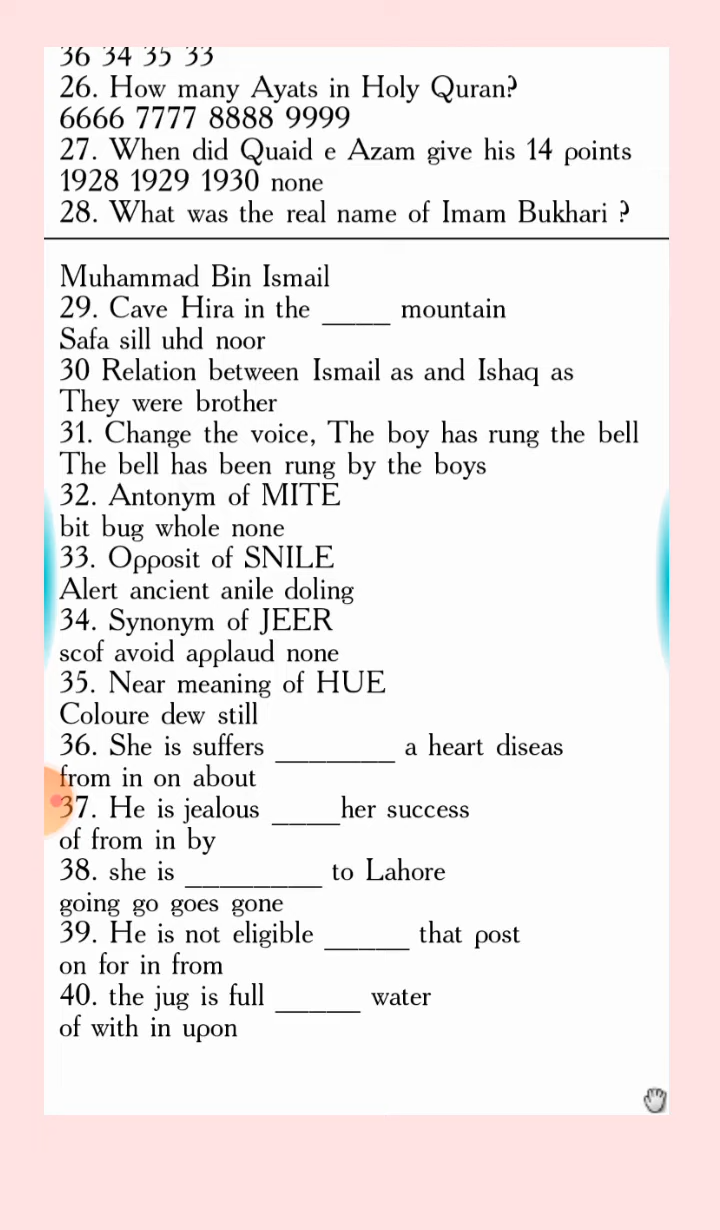 36 34 35 33
26. How many Ayats in Holy Quran?
6666 7777 8888 9999
27. When did Quaid e Azam give his 14 points
1928 1929 1930 none
28. What was the real name of Imam Bukhari ?
Muhammad Bin Ismail
29. Cave Hira in the ____ mountain
Safa sill uhd noor
30 Relation between Ismail as and Ishaq as
They were brother
31. Change the voice, The boy has rung the bell
The bell has been rung by the boys
32. Antonym of MITE
bit bug whole none
33. Opposit of SNILE
Alert ancient anile doling
34. Synonym of JEER
scof avoid applaud none
35. Near meaning of HUE
Coloure dew still
36. She is suffers _______ a heart diseas
from in on about
37. He is jealous ____her success
of from in by
38. she is ________ to Lahore
going go goes gone
39. He is not eligible _____ that post
on for in from
40. the jug is full _____ water
of with in upon